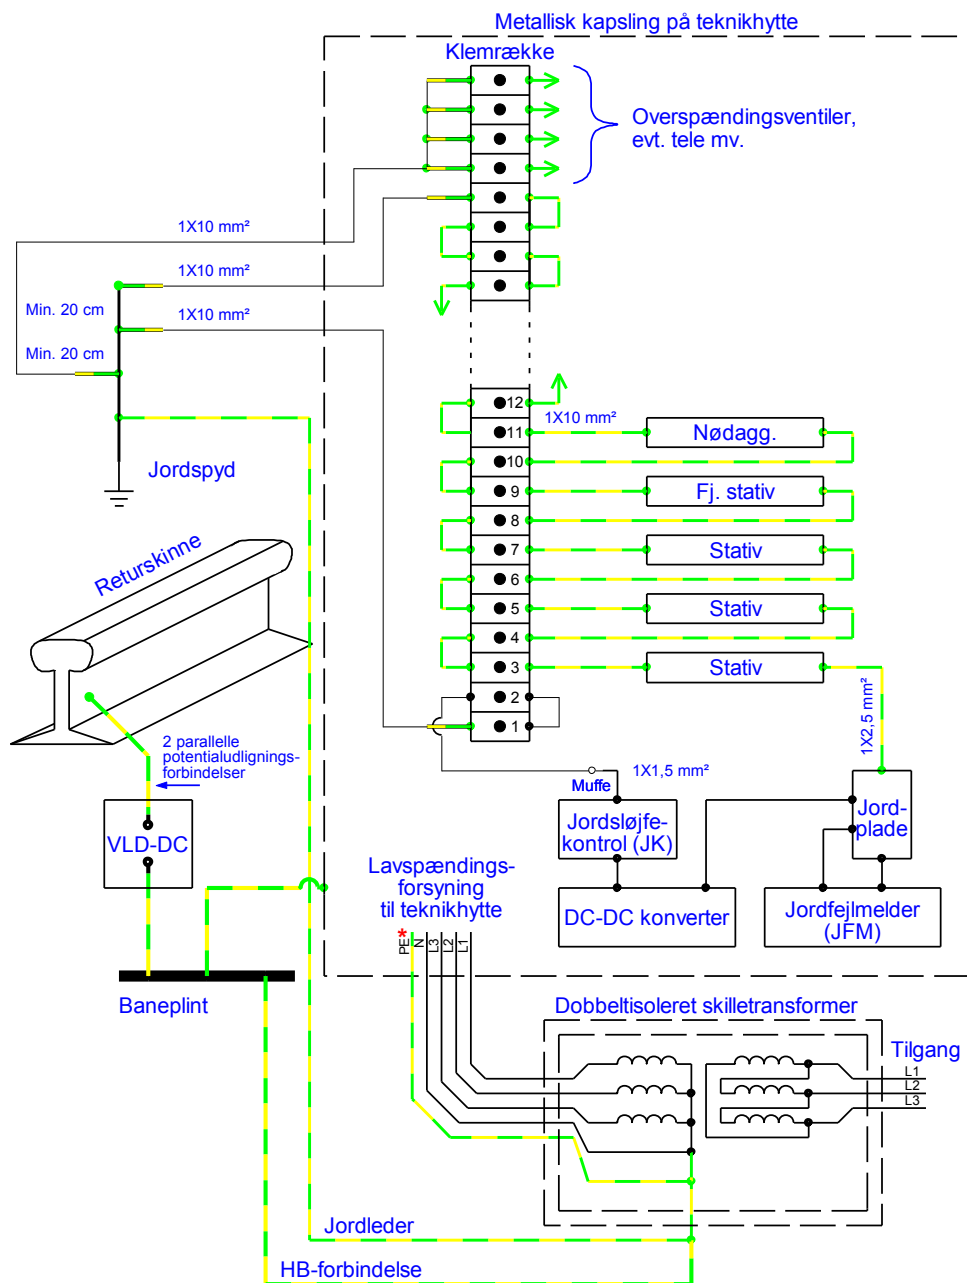 Metallisk kapsling på teknikhytte
Klemrække
Overspændingsventiler,
evt. tele mv.
1X10 mm²
1X10 mm²
1X10 mm²
Min. 20 cm
Min. 20 cm
Jordspyd
12
11
10
9
8
7
6
5
4
3
2
1
1X10 mm²
Nødagg.
Fj. stativ
Stativ
Stativ
Stativ
1X2,5 mm²
Returskinne
2 parallelle
potentialudlignings-
forbindelser
VLD-DC
Muffe
1X1,5 mm²
Jordsløjfe-
kontrol (JK)
Jord-
plade
DC-DC konverter
Jordfejlmelder
(JFM)
Lavspændings-
forsyning
til teknikhytte
PE*
N
L3
L2
L1
Baneplint
Dobbeltisoleret skilletransformer
Tilgang
L1
L2
L3
Jordleder
HB-forbindelse